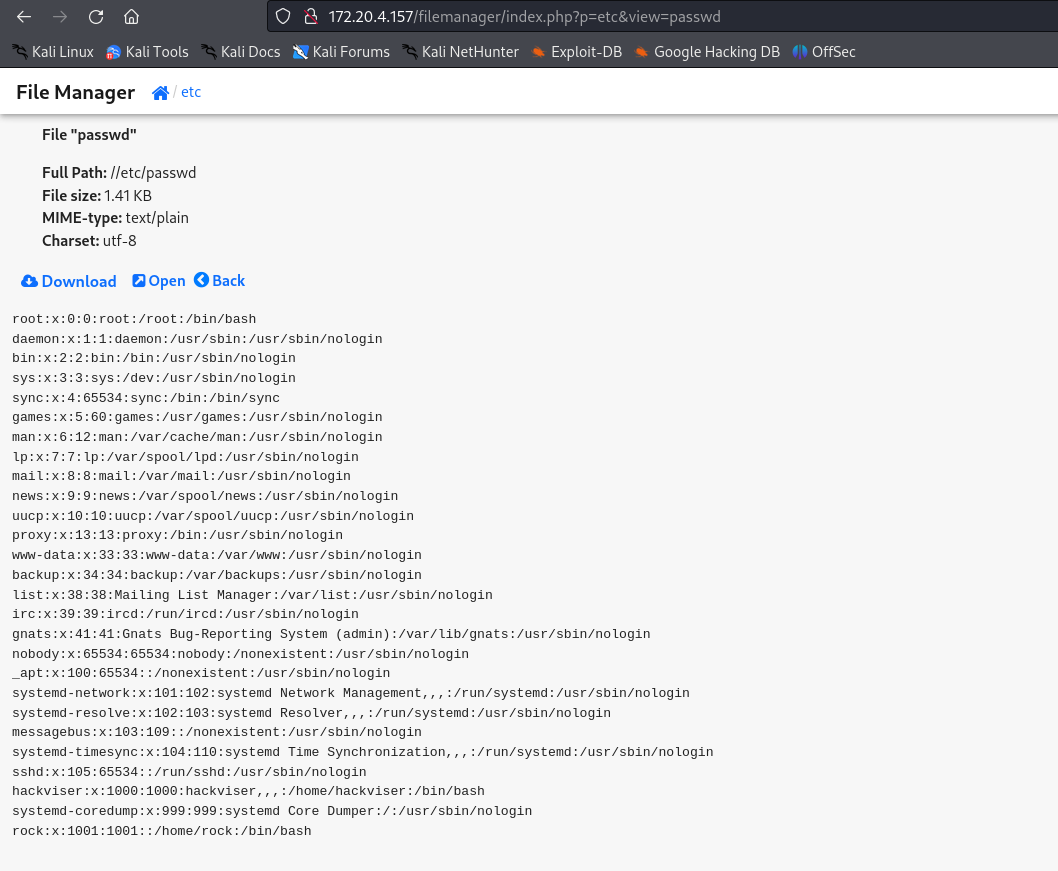 172.20.4.157/filemanager/index.php?p=etc&view=passwd
Kali Linux Kali Tools Kali Docs Kali Forums Kali NetHunter Exploit-DB Google Hacking DB OffSec
File Manager / etc
File "passwd"
Full Path: //etc/passwd
File size: 1.41 KB
MIME-type: text/plain
Charset: utf-8
Download Open Back
root:x:0:0:root:/root:/bin/bash
daemon:x:1:1:daemon:/usr/sbin:/usr/sbin/nologin
bin:x:2:2:bin:/bin:/usr/sbin/nologin
sys:x:3:3:sys:/dev:/usr/sbin/nologin
sync:x:4:65534:sync:/bin:/bin/sync
games:x:5:60:games:/usr/games:/usr/sbin/nologin
man:x:6:12:man:/var/cache/man:/usr/sbin/nologin
lp:x:7:7:lp:/var/spool/lpd:/usr/sbin/nologin
mail:x:8:8:mail:/var/mail:/usr/sbin/nologin
news:x:9:9:news:/var/spool/news:/usr/sbin/nologin
uucp:x:10:10:uucp:/var/spool/uucp:/usr/sbin/nologin
proxy:x:13:13:proxy:/bin:/usr/sbin/nologin
www-data:x:33:33:www-data:/var/www:/usr/sbin/nologin
backup:x:34:34:backup:/var/backups:/usr/sbin/nologin
list:x:38:38:Mailing List Manager:/var/list:/usr/sbin/nologin
irc:x:39:39:ircd:/run/ircd:/usr/sbin/nologin
gnats:x:41:41:Gnats Bug-Reporting System (admin):/var/lib/gnats:/usr/sbin/nologin
nobody:x:65534:65534:nobody:/nonexistent:/usr/sbin/nologin
_apt:x:100:65534::/nonexistent:/usr/sbin/nologin
systemd-network:x:101:102:systemd Network Management,,,:/run/systemd:/usr/sbin/nologin
systemd-resolve:x:102:103:systemd Resolver,,,:/run/systemd:/usr/sbin/nologin
messagebus:x:103:109::/nonexistent:/usr/sbin/nologin
systemd-timesync:x:104:110:systemd Time Synchronization,,,:/run/systemd:/usr/sbin/nologin
sshd:x:105:65534::/run/sshd:/usr/sbin/nologin
hackviser:x:1000:1000:hackviser,,,:/home/hackviser:/bin/bash
systemd-coredump:x:999:999:systemd Core Dumper:/:/usr/sbin/nologin
rock:x:1001:1001::/home/rock:/bin/bash